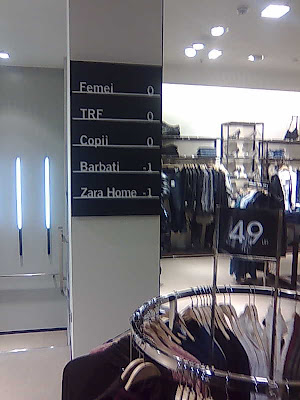 Femei 0
TRF 0
Copii 0
Barbati -1
Zara Home -1
49